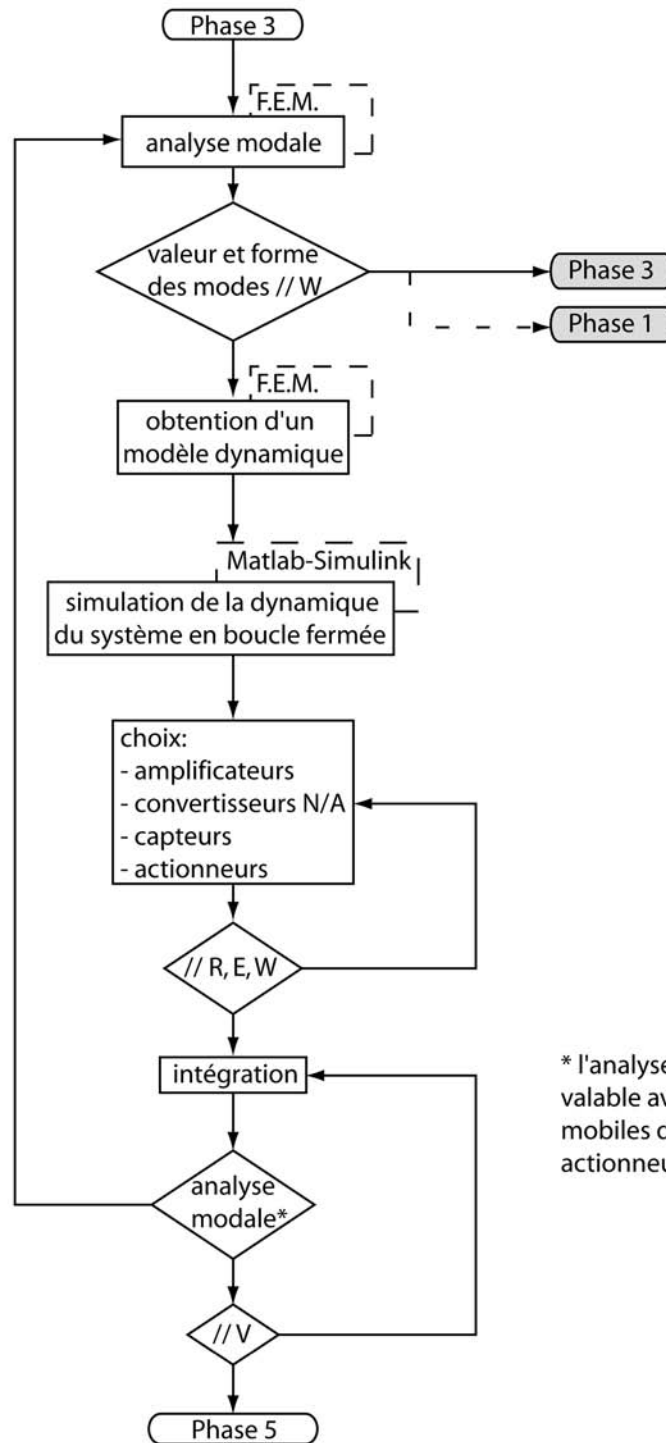 Phase 3
F.E.M.
analyse modale
valeur et forme
des modes // W
Phase 3
Phase 1
F.E.M.
obtention d'un
modèle dynamique
Matlab-Simulink
simulation de la dynamique
du système en boucle fermée
choix:
- amplificateurs
- convertisseurs N/A
- capteurs
- actionneurs
// R, E, W
intégration
* l'analyse
valable
mobiles
analyse
modale*
// V
Phase 5